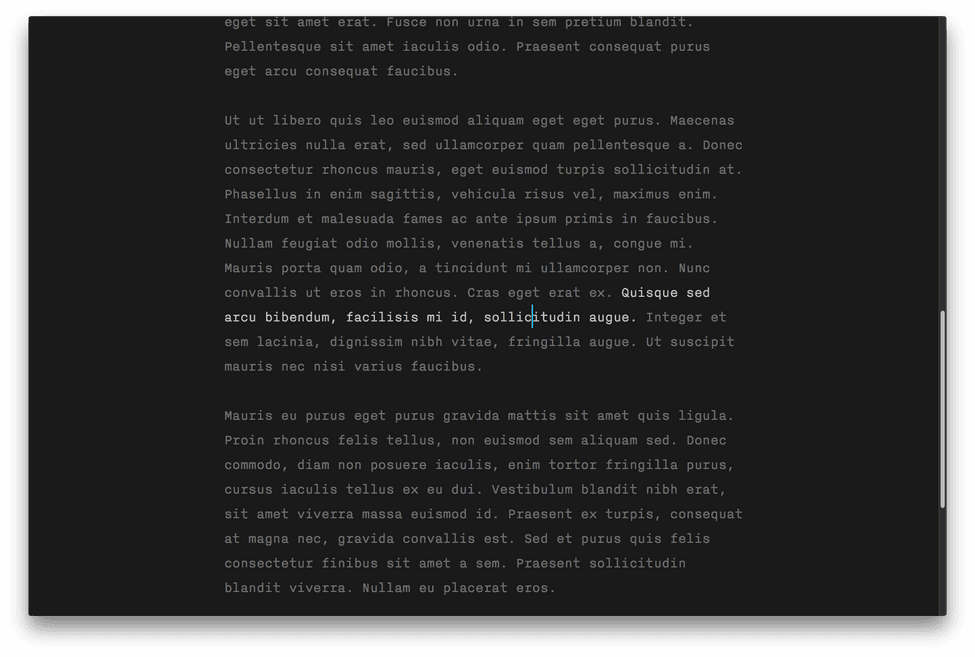 eget sit amet erat. Fusce non urna in sem pretium blandit.
Pellentesque sit amet iaculis odio. Praesent consequat purus
eget arcu consequat faucibus.
Ut ut libero quis leo euismod aliquam eget eget purus. Maecenas
ultricies nulla erat, sed ullamcorper quam pellentesque a. Donec
consectetur rhoncus mauris, eget euismod turpis sollicitudin at.
Phasellus in enim sagittis, vehicula risus vel, maximus enim.
Interdum et malesuada fames ac ante ipsum primis in faucibus.
Nullam feugiat odio mollis, venenatis tellus a, congue mi.
Mauris porta quam odio, a tincidunt mi ullamcorper non. Nunc
convallis ut eros in rhoncus. Cras eget erat ex. Quisque sed
arcu bibendum, facilisis mi id, sollicitudin augue. Integer et
sem lacinia, dignissim nibh vitae, fringilla augue. Ut suscipit
mauris nec nisi varius faucibus.
Mauris eu purus eget purus gravida mattis sit amet quis ligula.
Proin rhoncus felis tellus, non euismod sem aliquam sed. Donec
commodo, diam non posuere iaculis, enim tortor fringilla purus,
cursus iaculis tellus ex eu dui. Vestibulum blandit nibh erat,
sit amet viverra massa euismod id. Praesent ex turpis, consequat
at magna nec, gravida convallis est. Sed et purus quis felis
consectetur finibus sit amet a sem. Praesent sollicitudin
blandit viverra. Nullam eu placerat eros.